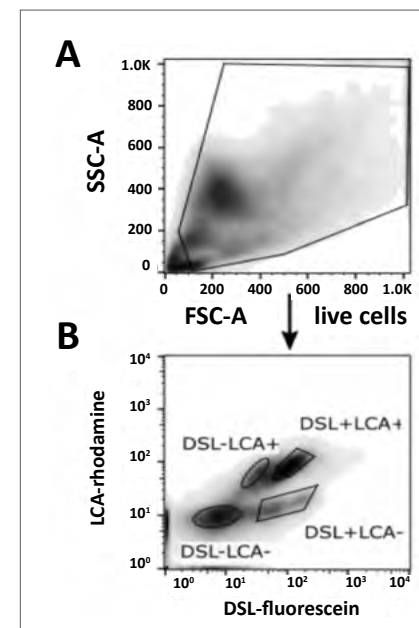 A
1.0K
800
600
400
200
0
SSC-A
0 200 400 600 800 1.0K
FSC-A live cells
B
10⁴
10³
10²
10¹
10⁰
LCA-rhodamine
DSL-LCA+
DSL+LCA+
DSL-LCA-
DSL+LCA-
10⁰ 10¹ 10² 10³ 10⁴
DSL-fluorescein